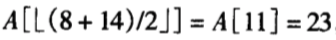 A[⌊(8+14)/2⌋] = A[11] = 23